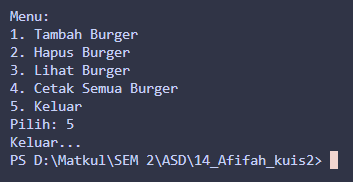 Menu:
1. Tambah Burger
2. Hapus Burger
3. Lihat Burger
4. Cetak Semua Burger
5. Keluar
Pilih: 5
Keluar...
PS D:\Matkul\SEM 2\ASD\14_Afifah_kuis2>